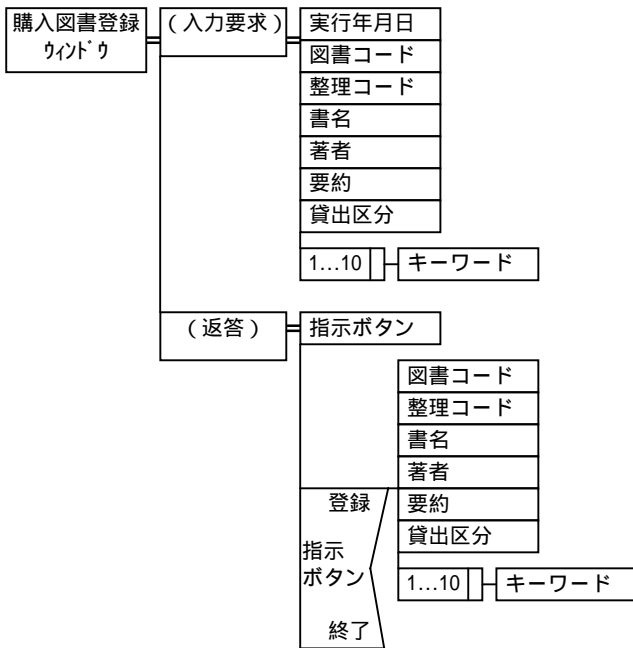 購入図書登録
ｳｨﾝﾄﾞｳ
（入力要求）
実行年月日
図書コード
整理コード
書名
著者
要約
貸出区分
1…10
キーワード
（返答）
指示ボタン
図書コード
整理コード
書名
著者
登録
要約
貸出区分
指示
ボタン
1…10
キーワード
終了